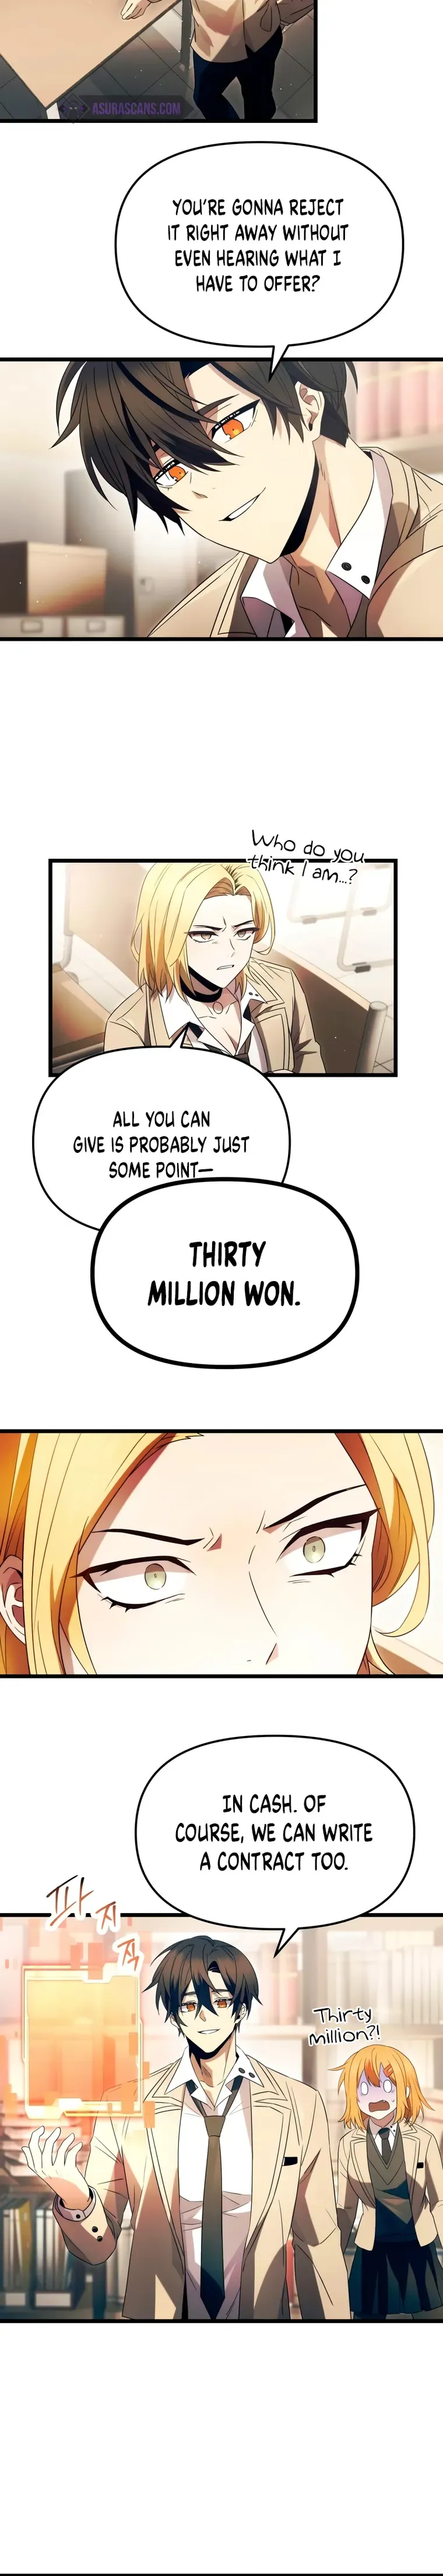 ASURASCANS.COM
YOU'RE GONNA REJECT
IT RIGHT AWAY WITHOUT
EVEN HEARING WHAT I
HAVE TO OFFER?
Who do you
think I am...?
ALL YOU CAN
GIVE IS PROBABLY JUST
SOME POINT—
THIRTY
MILLION WON.
IN CASH. OF
COURSE, WE CAN WRITE
A CONTRACT TOO.
파
지
직
Thirty
million?!